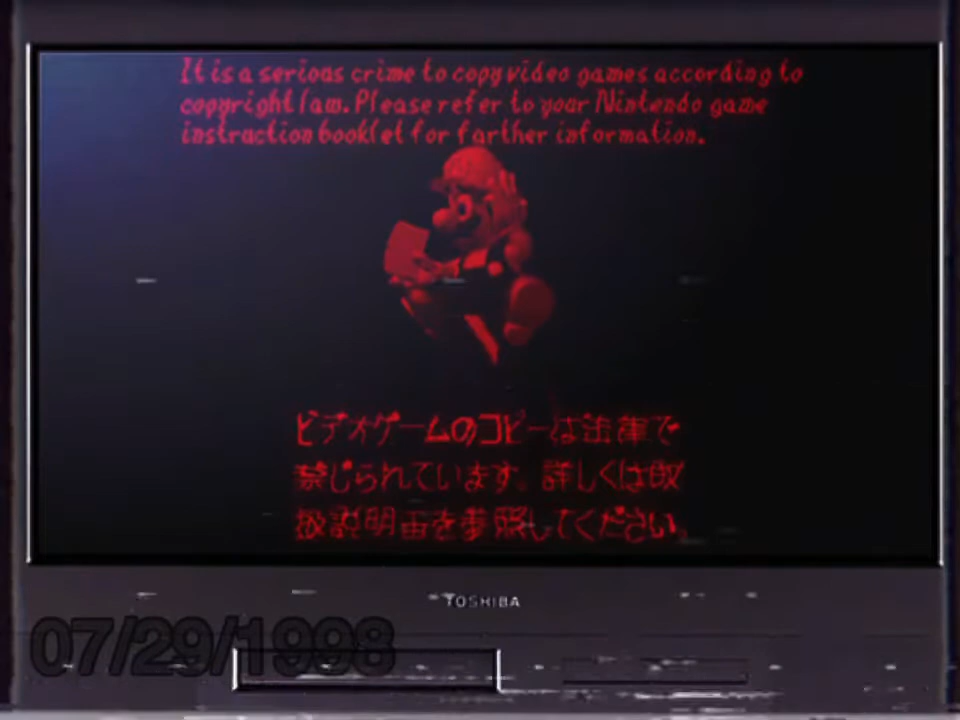 It is a serious crime to copy video games according to
copyright law. Please refer to your Nintendo game
instruction booklet for farther information.
ビデオゲームのコピーは法律で
禁じられています。詳しくは取
扱説明書を参照してください。
TOSHIBA
07/29/1998